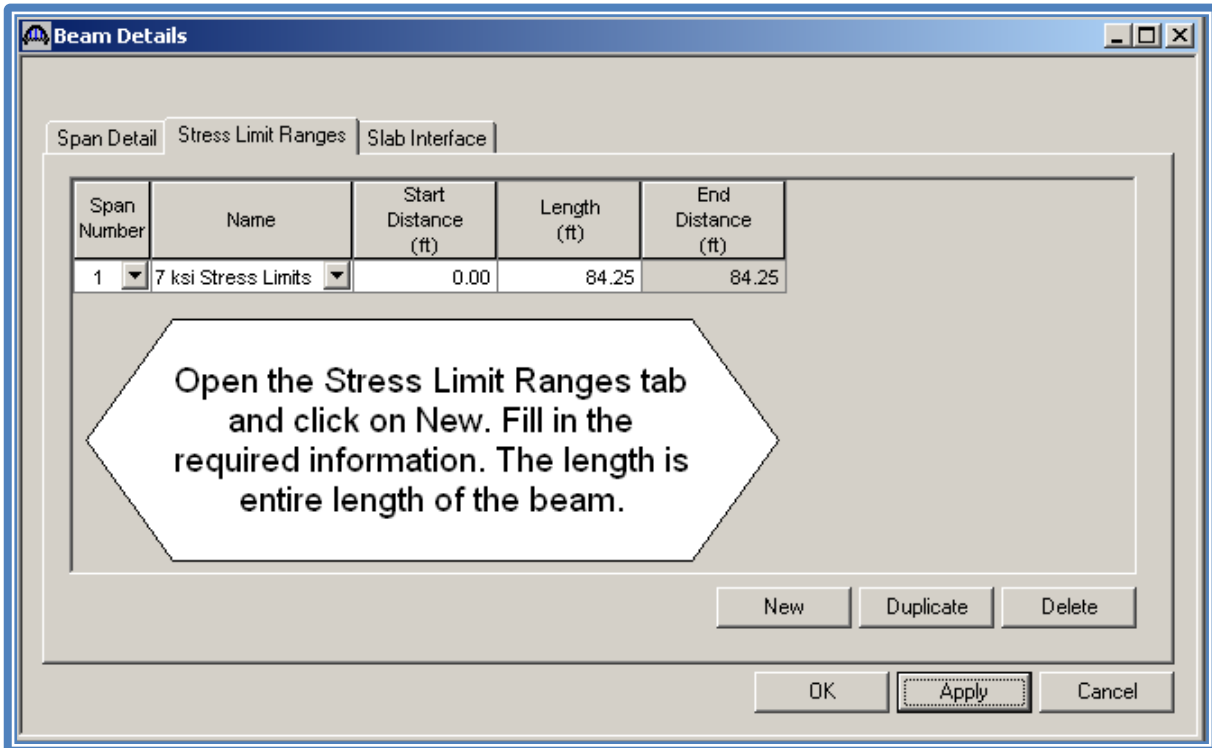 Beam Details
Span Detail Stress Limit Ranges Slab Interface
Span Number Name Start Distance (ft) Length (ft) End Distance (ft)
1 7 ksi Stress Limits 0.00 84.25 84.25
Open the Stress Limit Ranges tab
and click on New. Fill in the
required information. The length is
entire length of the beam.
New Duplicate Delete
OK Apply Cancel